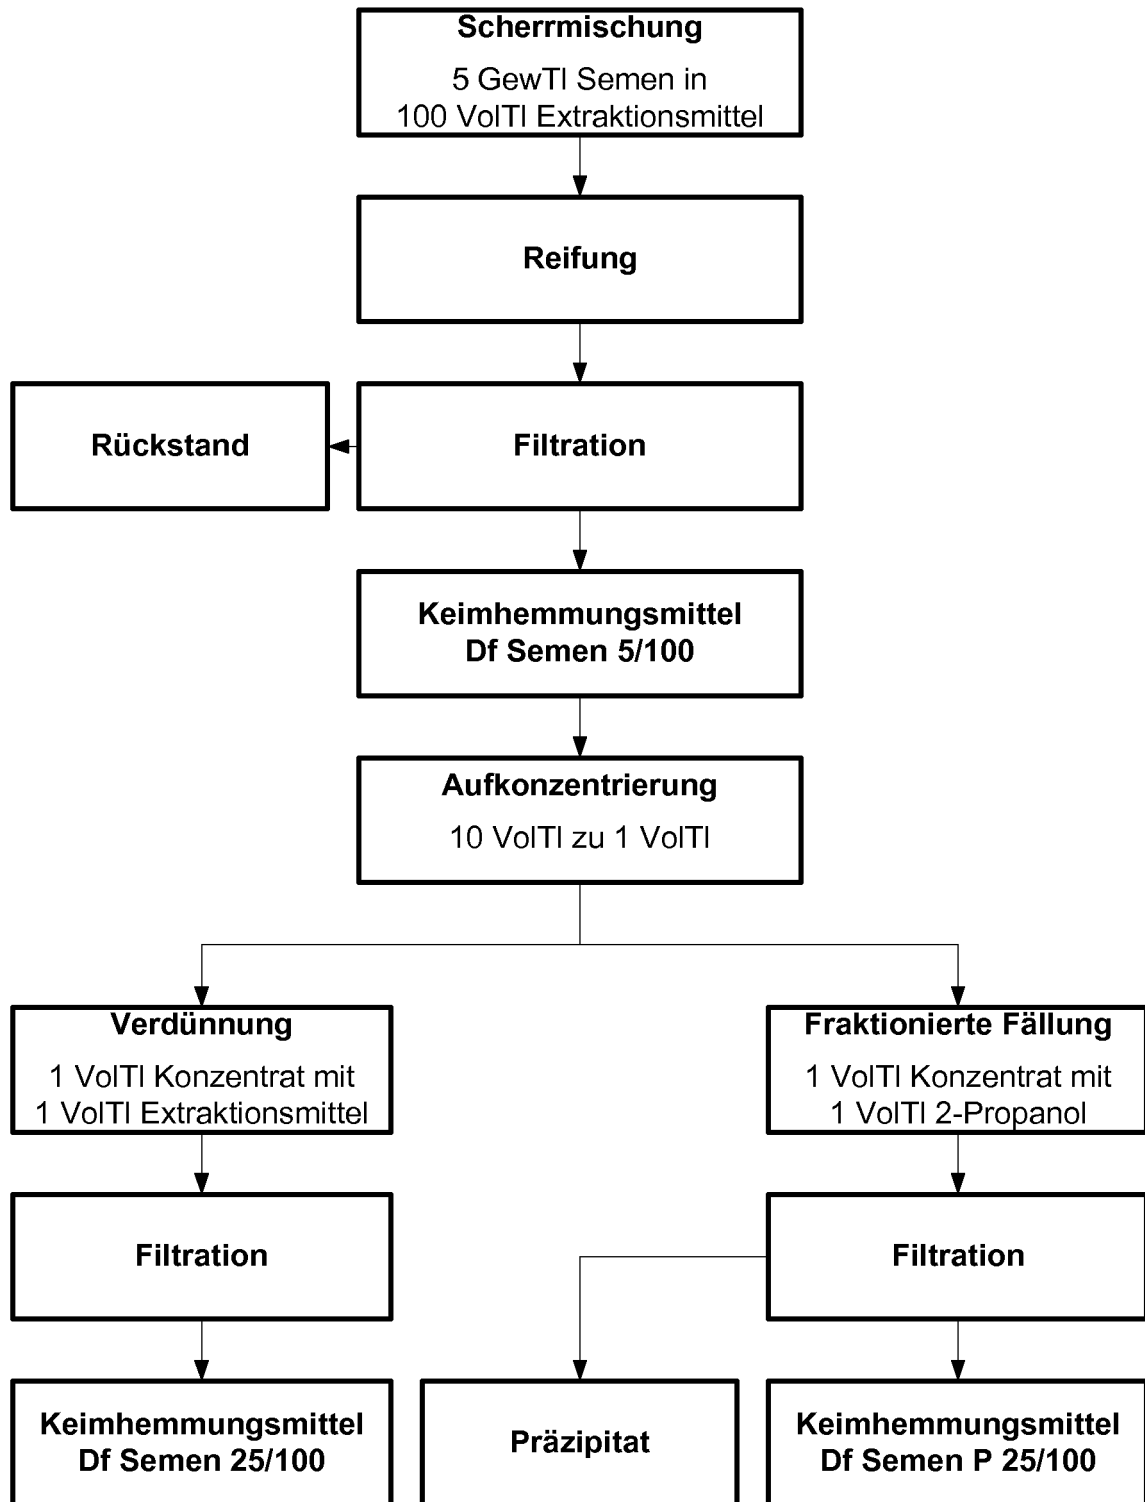 Scherrmischung
5 GewTl Semen in
100 VolTl Extraktionsmittel
Reifung
Rückstand
Filtration
Keimhemmungsmittel
Df Semen 5/100
Aufkonzentrierung
10 VolTl zu 1 VolTl
Verdünnung
1 VolTl Konzentrat mit
1 VolTl Extraktionsmittel
Fraktionierte Fällung
1 VolTl Konzentrat mit
1 VolTl 2-Propanol
Filtration
Filtration
Keimhemmungsmittel
Df Semen 25/100
Präzipitat
Keimhemmungsmittel
Df Semen P 25/100